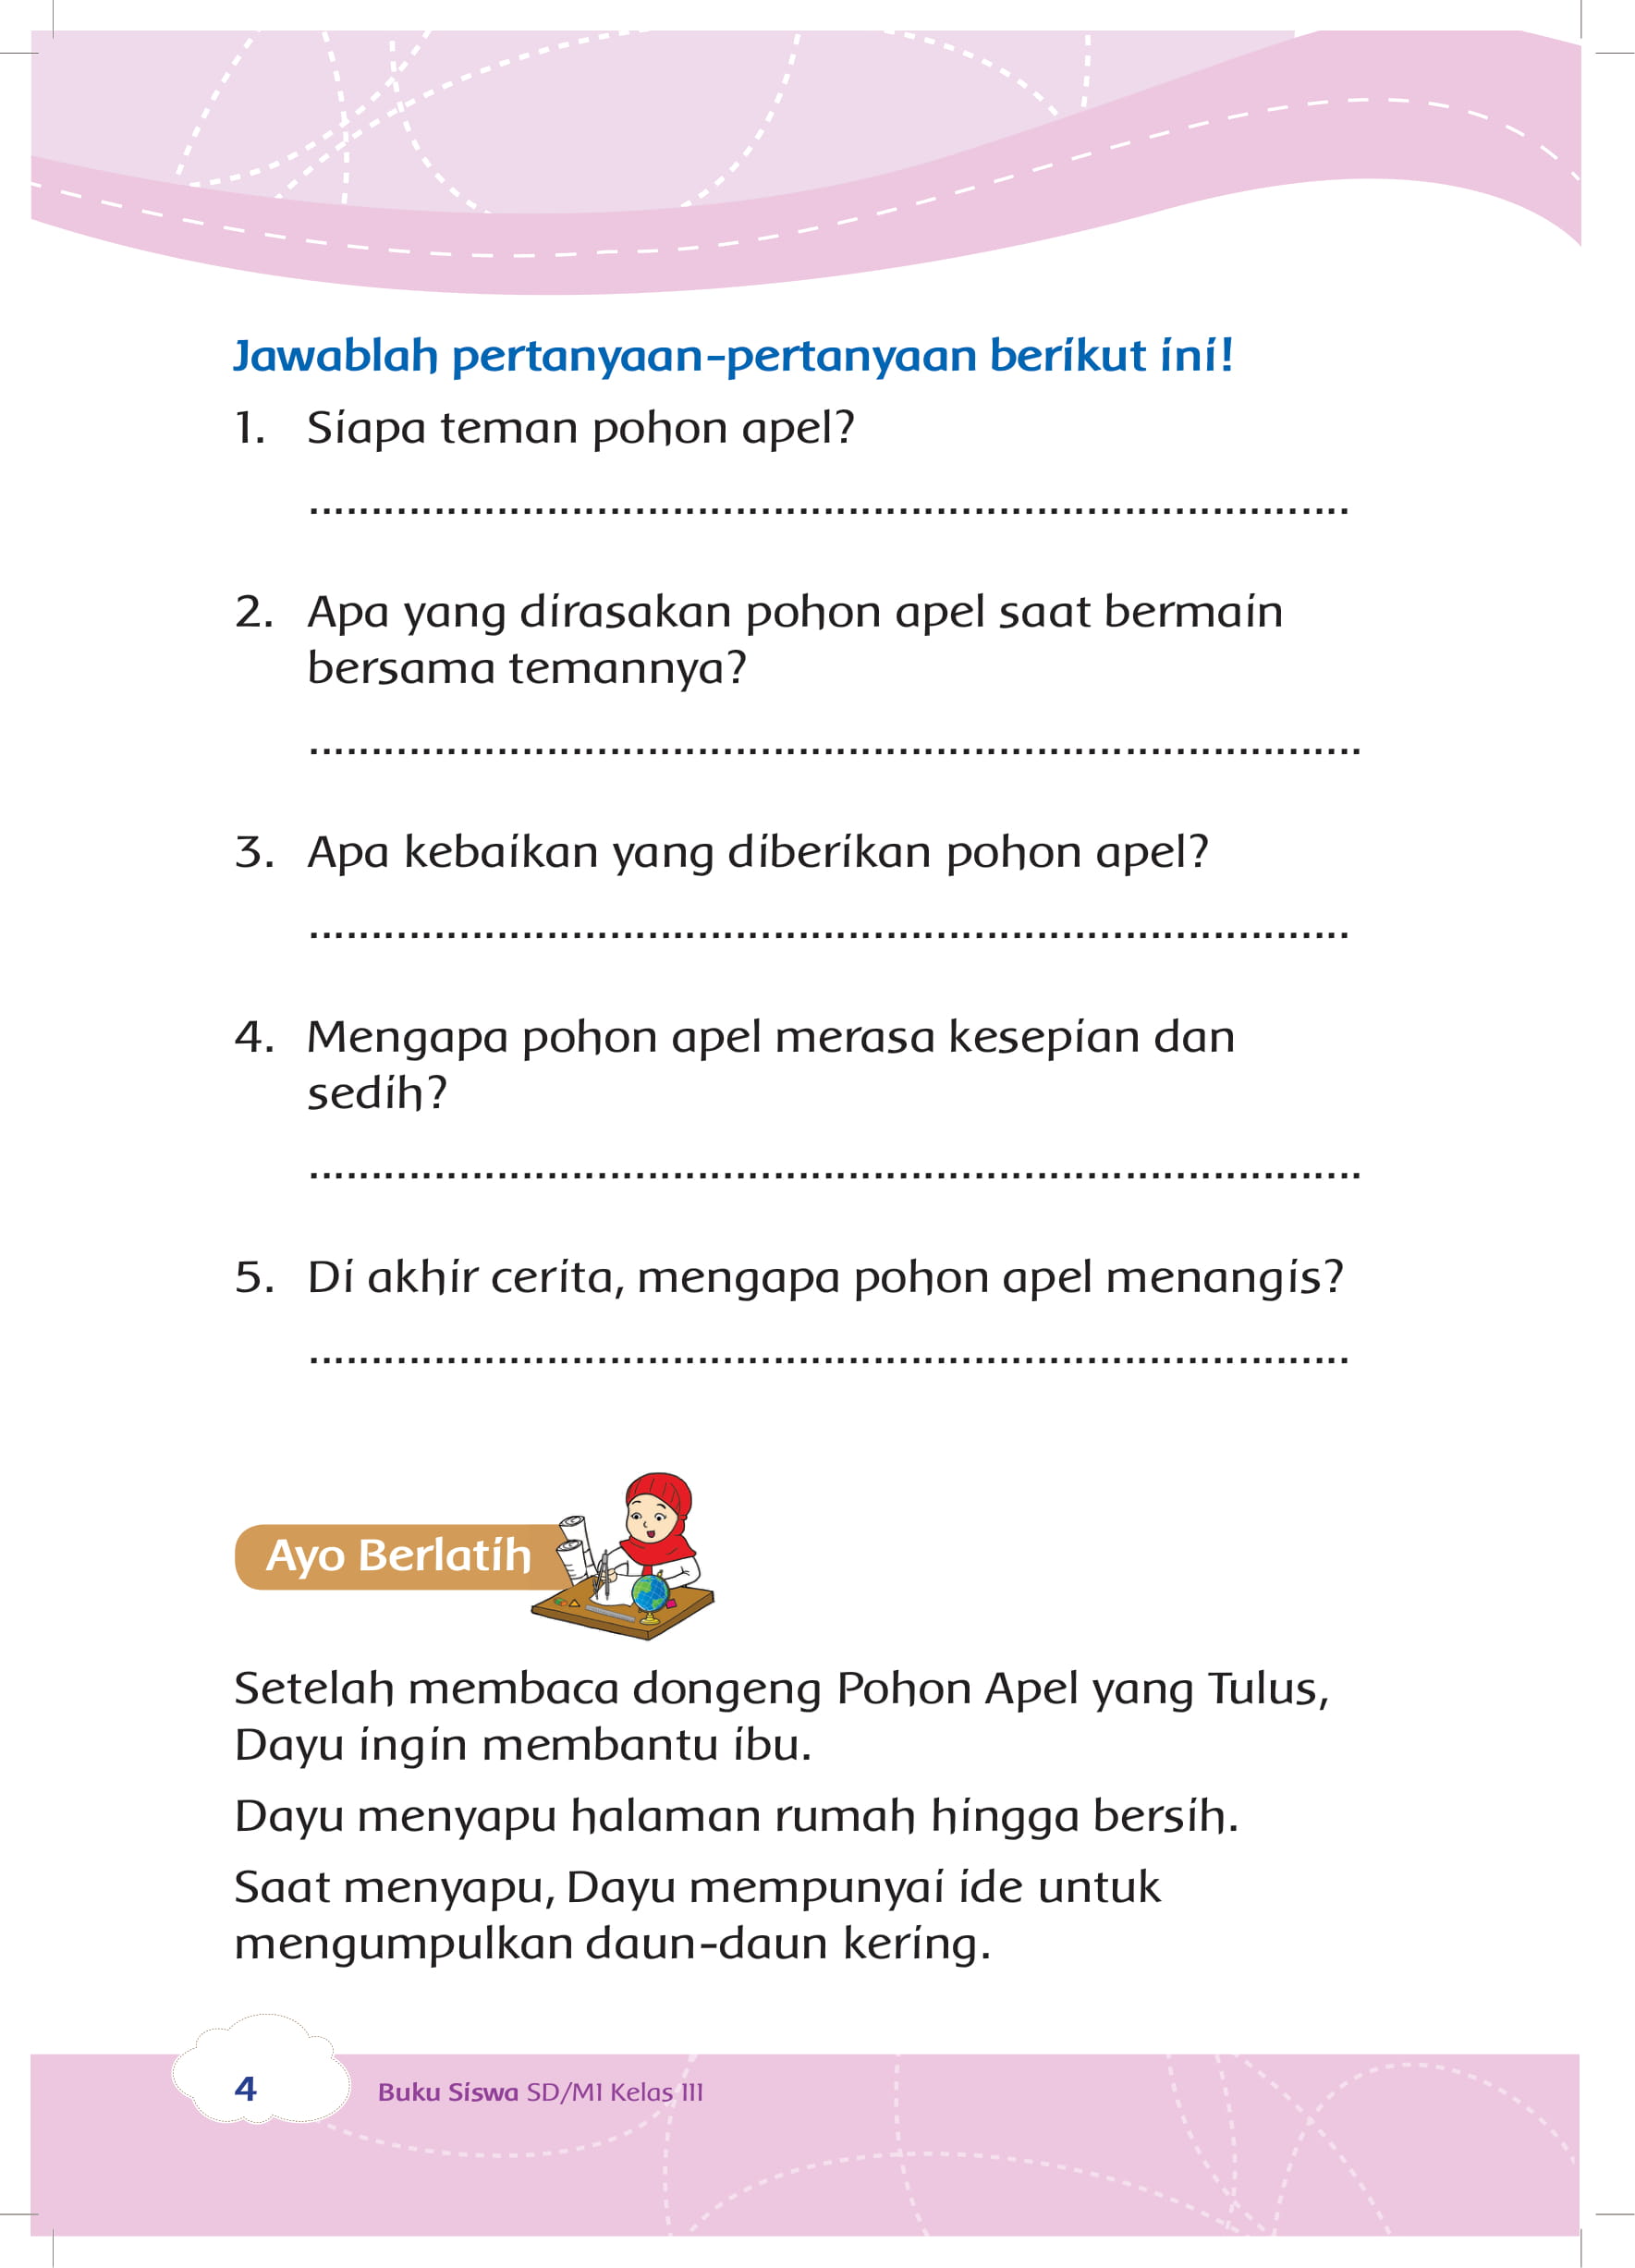 Jawablah pertanyaan-pertanyaan berikut ini!
1. Siapa teman pohon apel?
....................................................................................
2. Apa yang dirasakan pohon apel saat bermain
bersama temannya?
.....................................................................................
3. Apa kebaikan yang diberikan pohon apel?
....................................................................................
4. Mengapa pohon apel merasa kesepian dan
sedih?
.....................................................................................
5. Di akhir cerita, mengapa pohon apel menangis?
....................................................................................
Ayo Berlatih
Setelah membaca dongeng Pohon Apel yang Tulus,
Dayu ingin membantu ibu.
Dayu menyapu halaman rumah hingga bersih.
Saat menyapu, Dayu mempunyai ide untuk
mengumpulkan daun-daun kering.
4 Buku Siswa SD/MI Kelas III